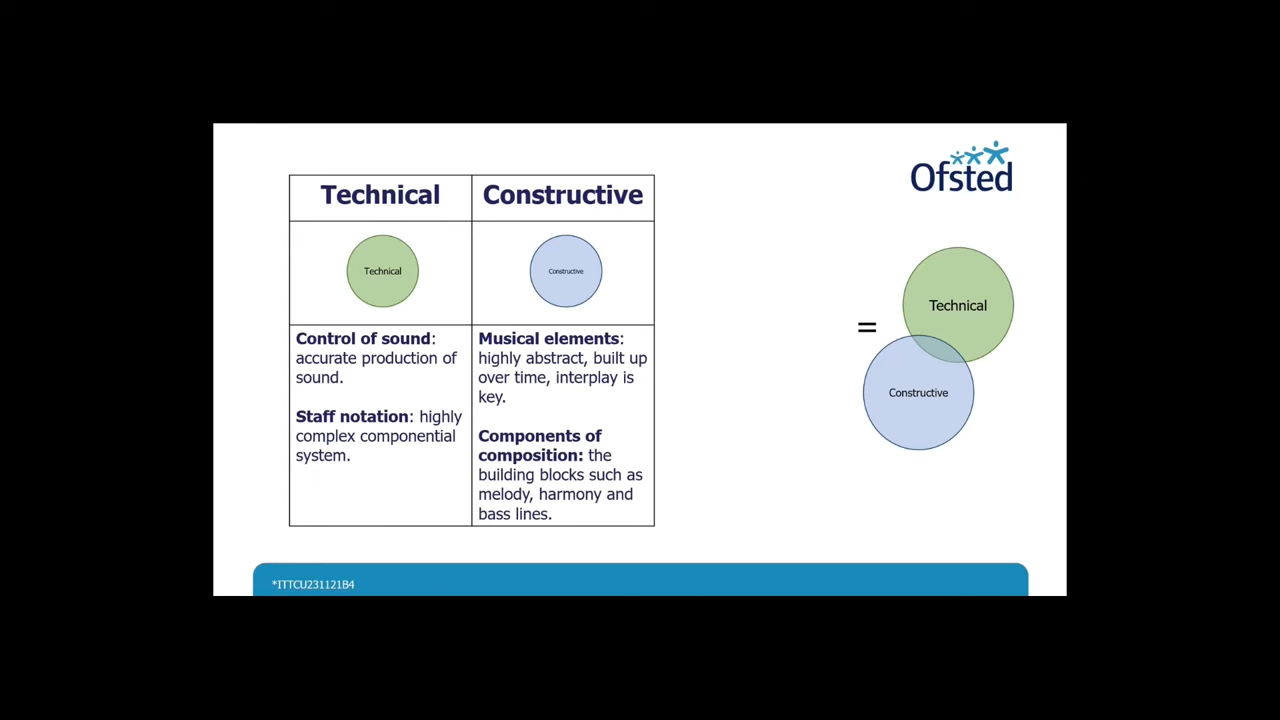 Ofsted
Technical
Constructive
Technical
Constructive
Control of sound:
accurate production of
sound.
Staff notation: highly
complex componential
system.
Musical elements:
highly abstract, built up
over time, interplay is
key.
Components of
composition: the
building blocks such as
melody, harmony and
bass lines.
=
Technical
Constructive
*ITTCU231121B4